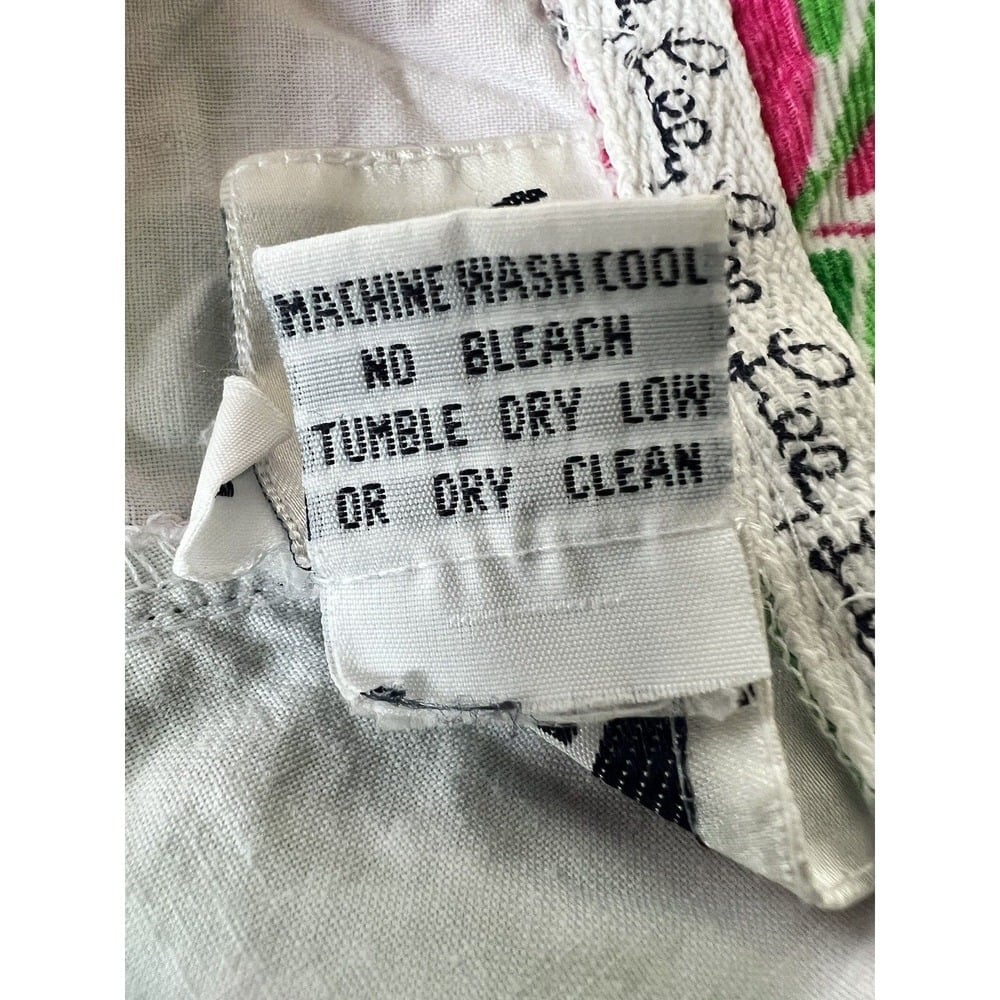 MACHINE WASH COOL
NO BLEACH
TUMBLE DRY LOW
OR DRY CLEAN